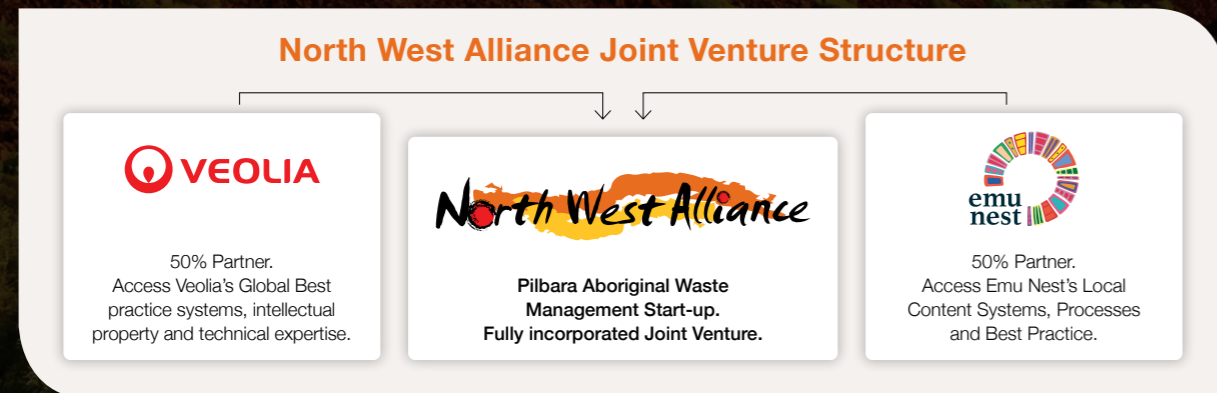 North West Alliance Joint Venture Structure
VEOLIA
50% Partner.
Access Veolia's Global Best
practice systems, intellectual
property and technical expertise.
North West Alliance
Pilbara Aboriginal Waste
Management Start-up.
Fully incorporated Joint Venture.
emu
nest
50% Partner.
Access Emu Nest's Local
Content Systems, Processes
and Best Practice.